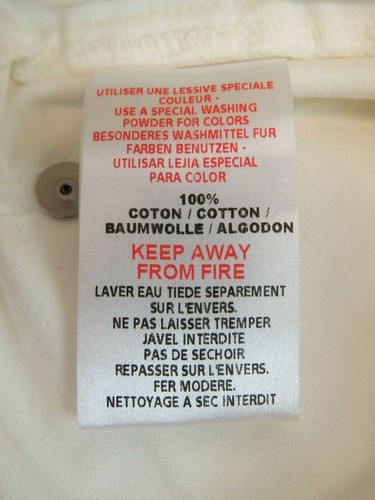 UTILISER UNE LESSIVE SPECIALE
COULEUR -
USE A SPECIAL WASHING
POWDER FOR COLORS
BESONDERES WASHMITTEL FUR
FARBEN BENUTZEN -
UTILISAR LEJIA ESPECIAL
PARA COLOR
100%
COTON / COTTON /
BAUMWOLLE / ALGODON
KEEP AWAY
FROM FIRE
LAVER EAU TIEDE SEPAREMENT
SUR L'ENVERS.
NE PAS LAISSER TREMPER
JAVEL INTERDITE
PAS DE SECHOIR
REPASSER SUR L'ENVERS.
FER MODERE.
NETTOYAGE A SEC INTERDIT